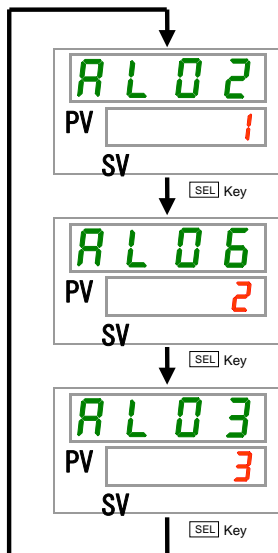 AL02
PV 1
SV
SEL Key
AL06
PV 2
SV
SEL Key
AL03
PV 3
SV
SEL Key